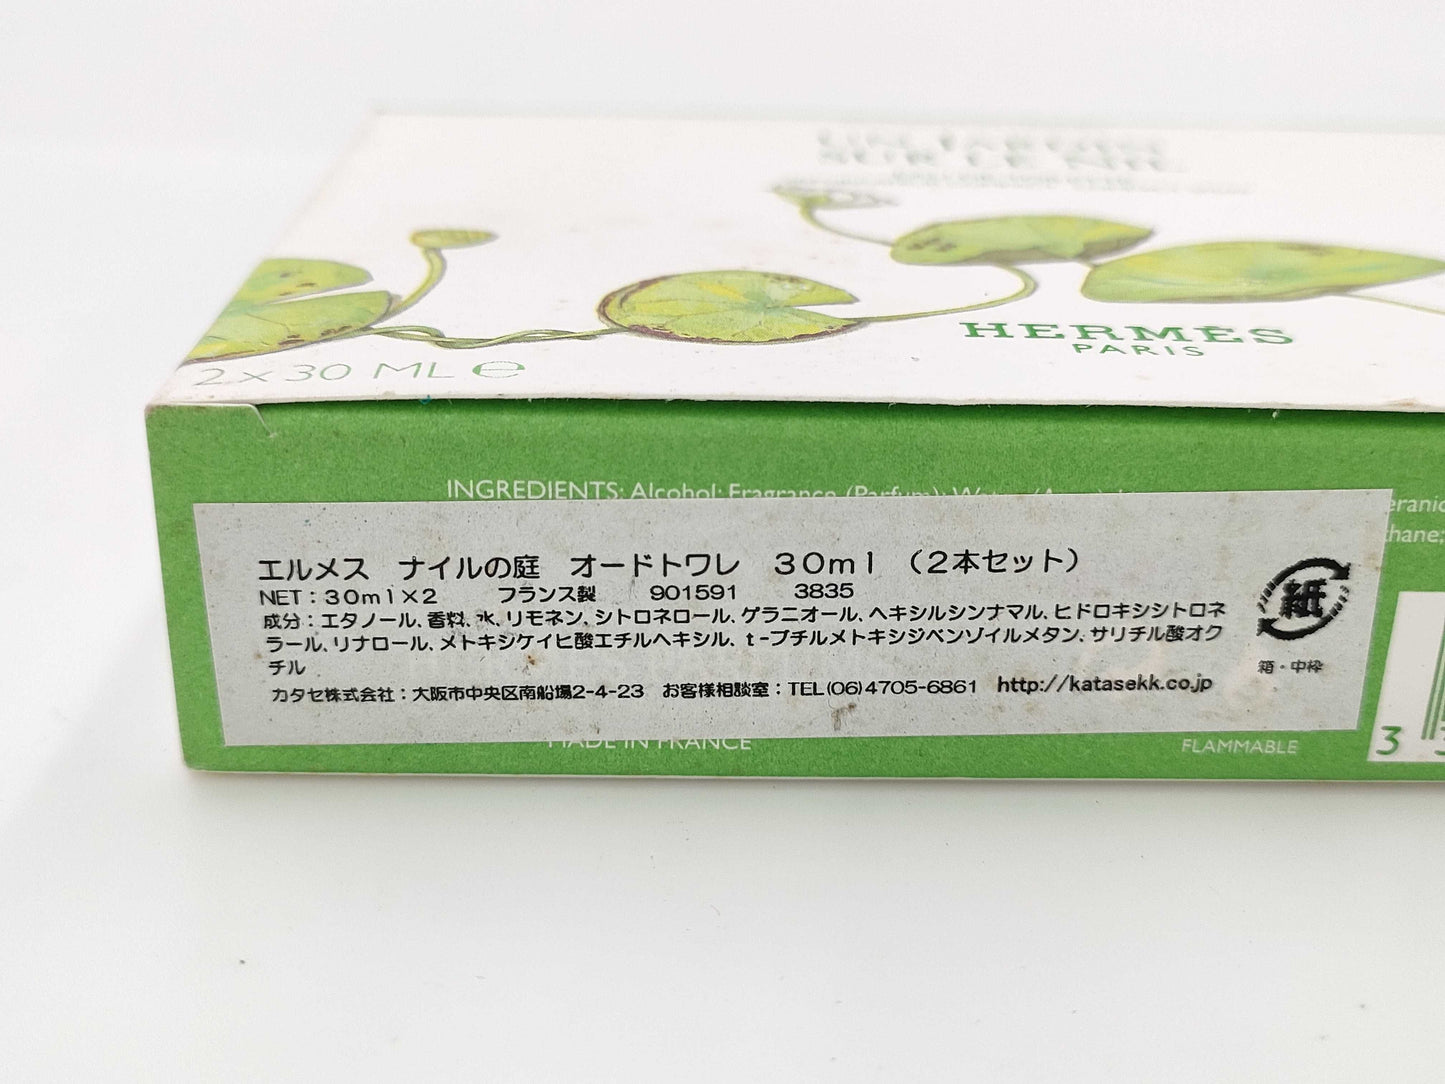 SUR LE NIL
HERMÈS
PARIS
2 x 30 ML ℮
INGREDIENTS: Alcohol; Fragrance (Parfum);
エルメス　ナイルの庭　オードトワレ　30ml　（2本セット）
NET：30ml×2　フランス製　901591　3835
成分：エタノール、香料、水、リモネン、シトロネロール、ゲラニオール、ヘキシルシンナマル、ヒドロキシシトロネ
ラール、リナロール、メトキシケイヒ酸エチルヘキシル、t-ブチルメトキシジベンゾイルメタン、サリチル酸オク
チル
カタセ株式会社：大阪市中央区南船場2-4-23　お客様相談室：TEL(06)4705-6861　http://katasekk.co.jp
紙
箱・中枠
MADE IN FRANCE
FLAMMABLE
3